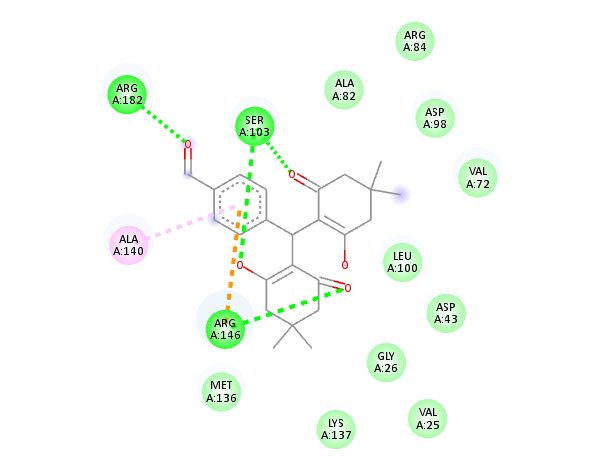 ARG
A:84
ALA
A:82
ARG
A:182
ASP
A:98
SER
A:103
O
O
VAL
A:72
ALA
A:140
LEU
A:100
O
O
O
ASP
A:43
ARG
A:146
GLY
A:26
MET
A:136
VAL
A:25
LYS
A:137